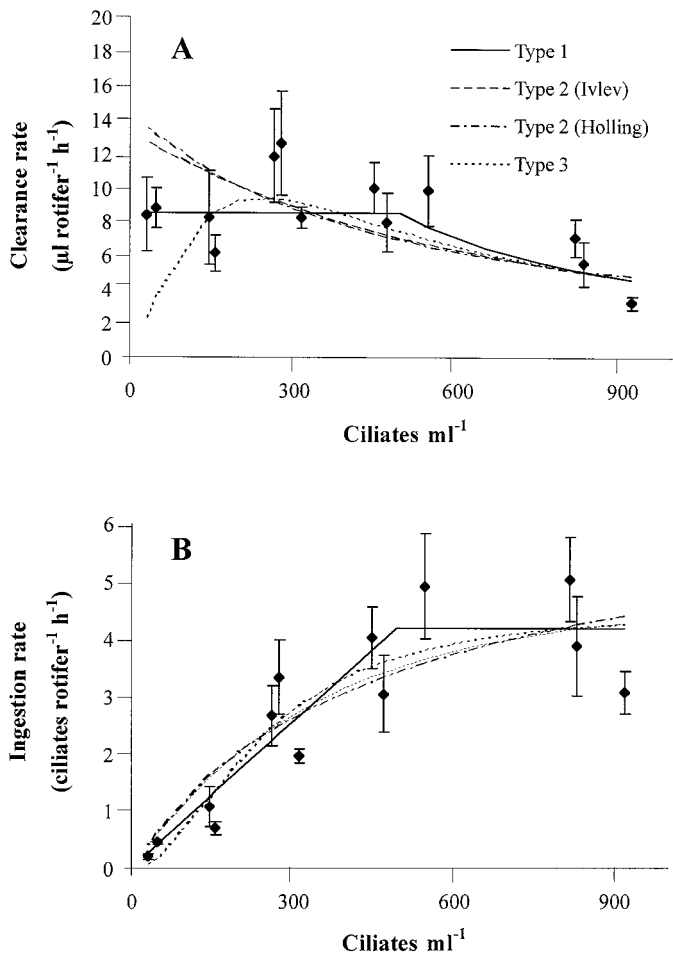 A
Type 1
Type 2 (Ivlev)
Type 2 (Holling)
Type 3
Clearance rate
(µl rotifer⁻¹ h⁻¹)
20
18
16
14
12
10
8
6
4
2
0
0 300 600 900
Ciliates ml⁻¹
B
Ingestion rate
(ciliates rotifer⁻¹ h⁻¹)
6
5
4
3
2
1
0
0 300 600 900
Ciliates ml⁻¹